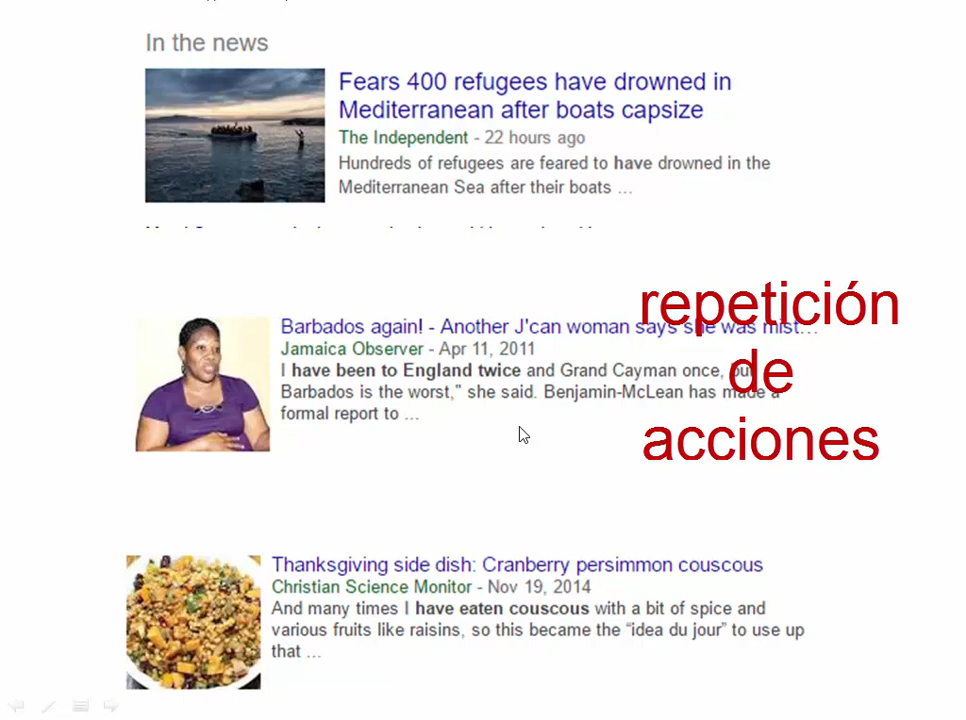 In the news
Fears 400 refugees have drowned in
Mediterranean after boats capsize
The Independent - 22 hours ago
Hundreds of refugees are feared to have drowned in the
Mediterranean Sea after their boats ...
Barbados again! - Another J'can woman says she was mist...
Jamaica Observer - Apr 11, 2011
I have been to England twice and Grand Cayman once, but
Barbados is the worst," she said. Benjamin-McLean has made a
formal report to ...
repetición
de
acciones
Thanksgiving side dish: Cranberry persimmon couscous
Christian Science Monitor - Nov 19, 2014
And many times I have eaten couscous with a bit of spice and
various fruits like raisins, so this became the “idea du jour” to use up
that ...